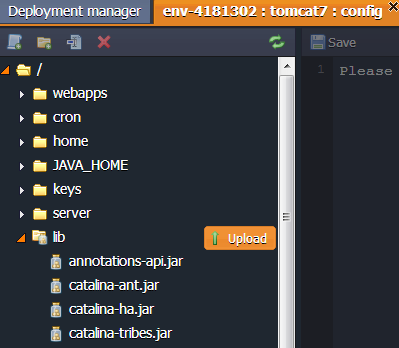 Deployment manager
env-4181302 : tomcat7 : config
Save
/
1 Please
webapps
cron
home
JAVA_HOME
keys
server
lib
Upload
annotations-api.jar
catalina-ant.jar
catalina-ha.jar
catalina-tribes.jar